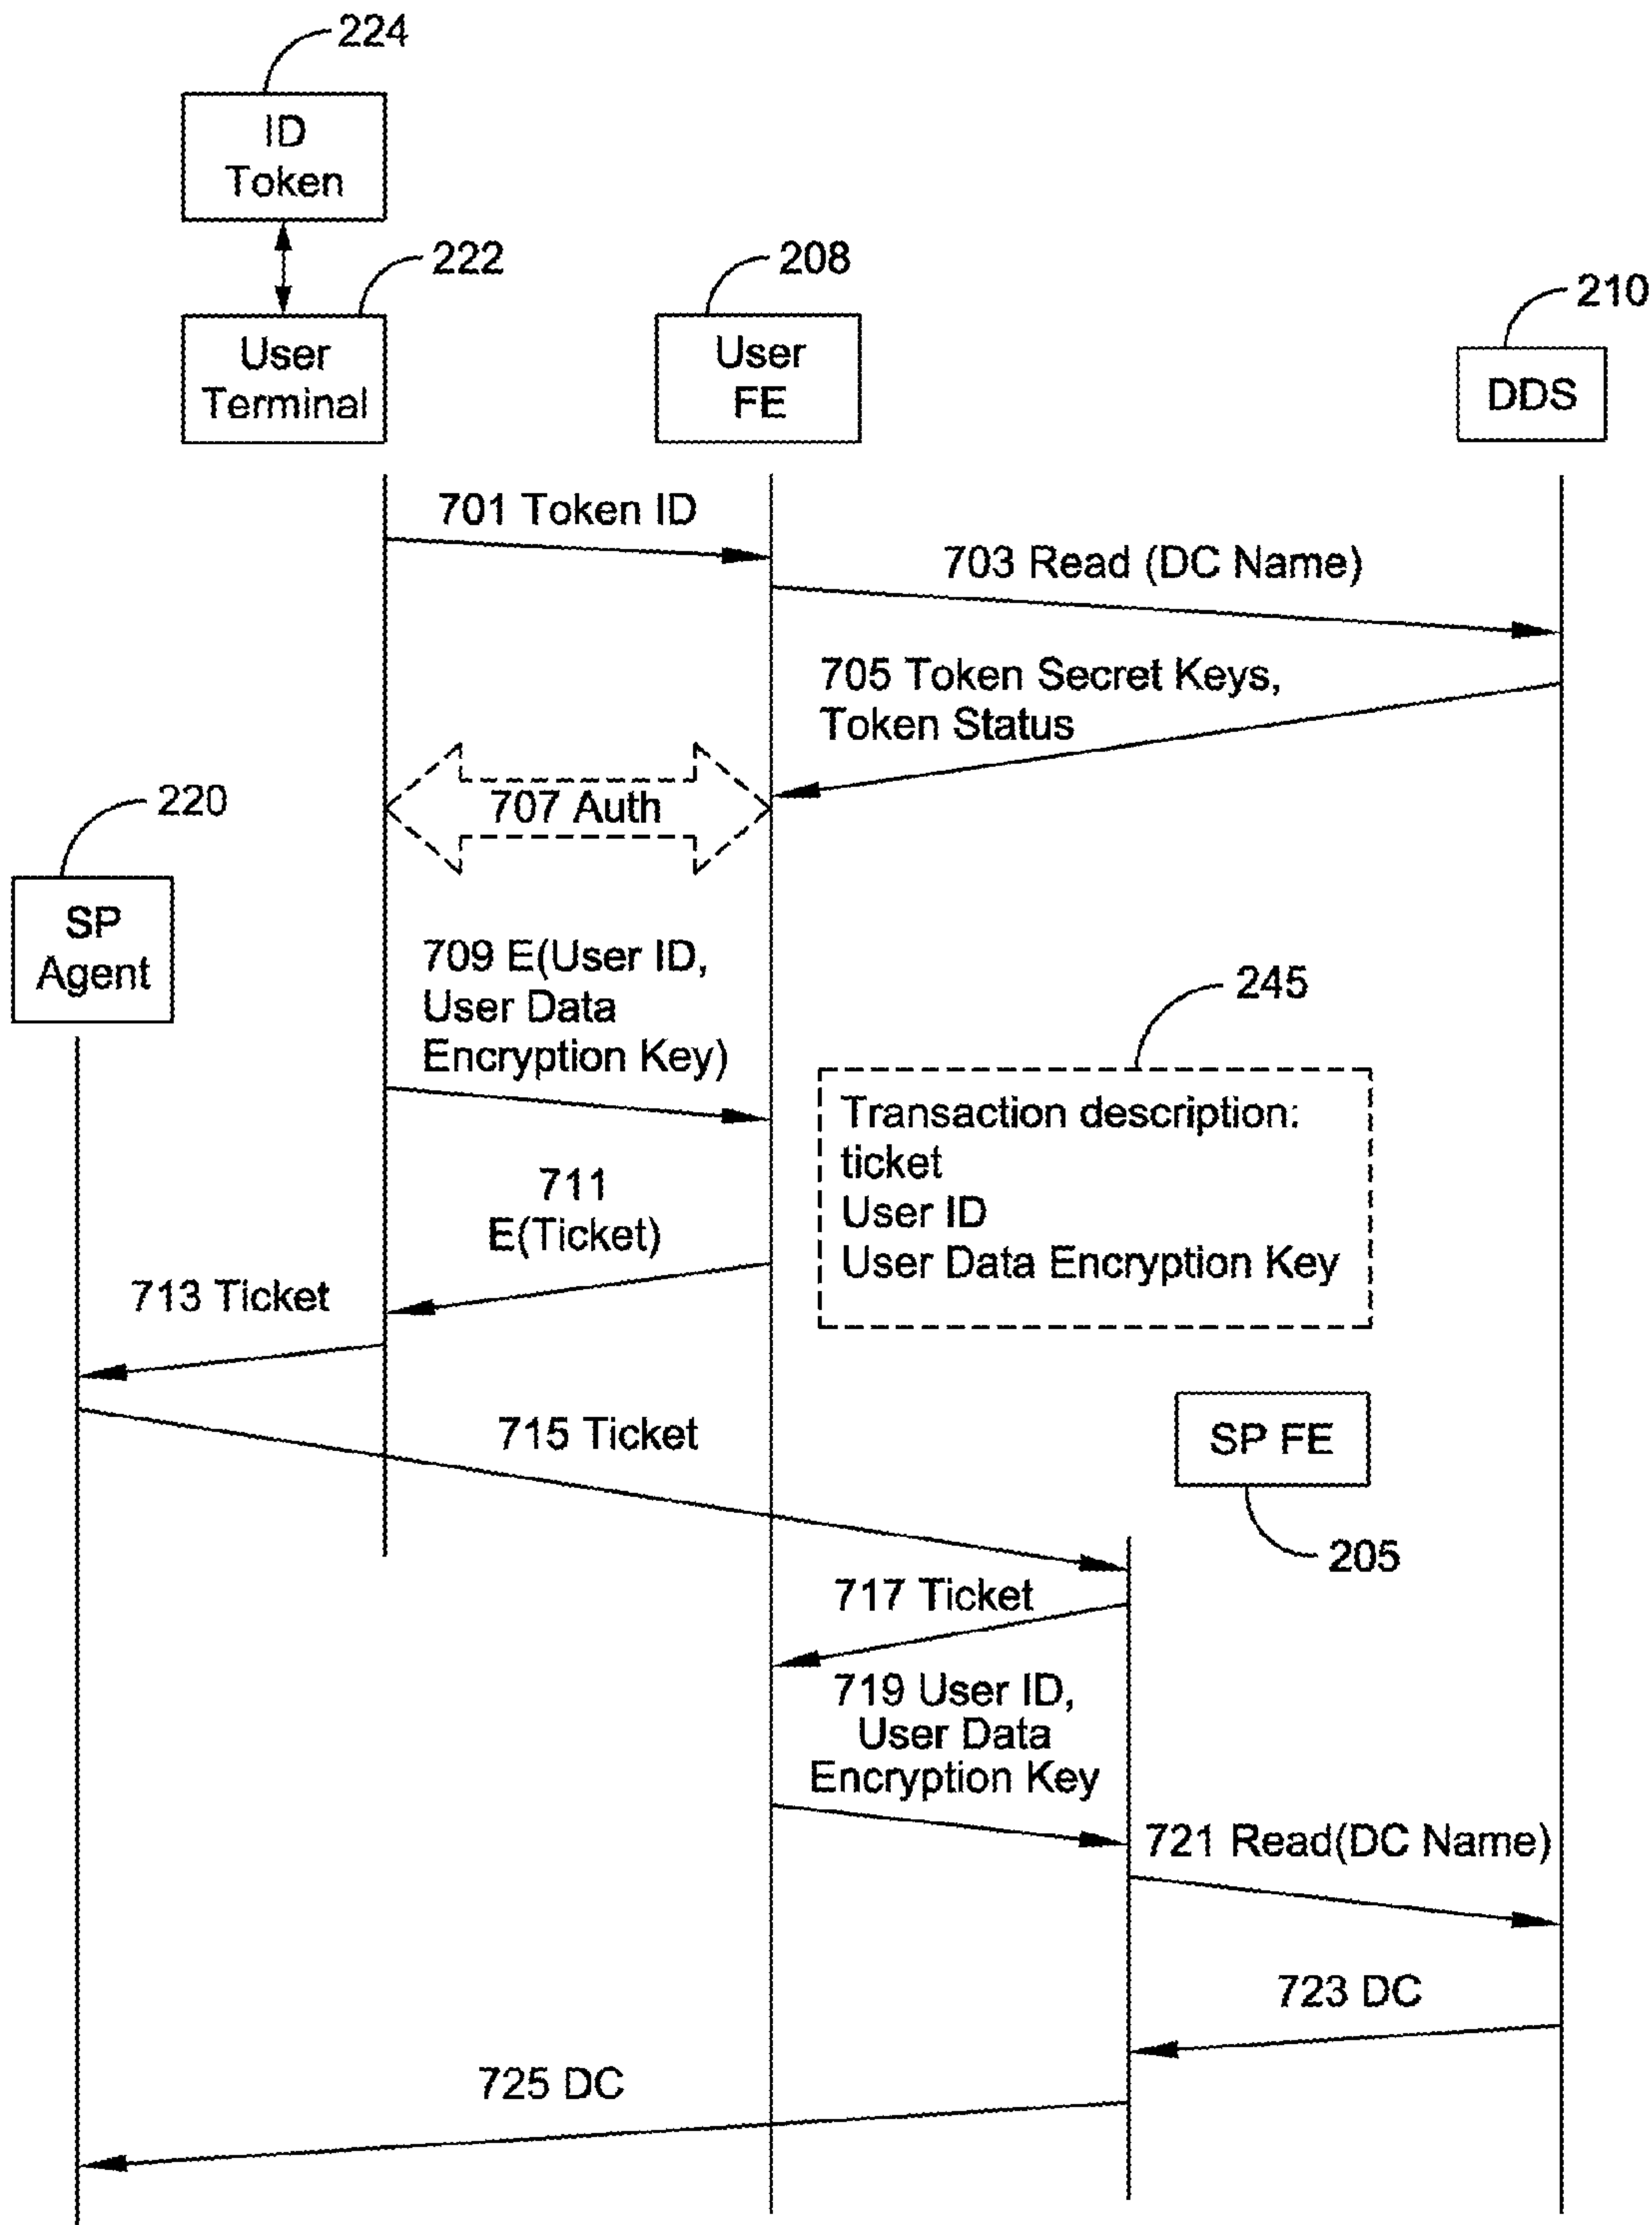 224
ID
Token
222
208
210
User
Terminal
User
FE
DDS
701 Token ID
703 Read (DC Name)
705 Token Secret Keys,
Token Status
707 Auth
220
SP
Agent
709 E(User ID,
User Data
Encryption Key)
245
Transaction description:
ticket
User ID
User Data Encryption Key
711
E(Ticket)
713 Ticket
715 Ticket
SP FE
205
717 Ticket
719 User ID,
User Data
Encryption Key
721 Read(DC Name)
723 DC
725 DC